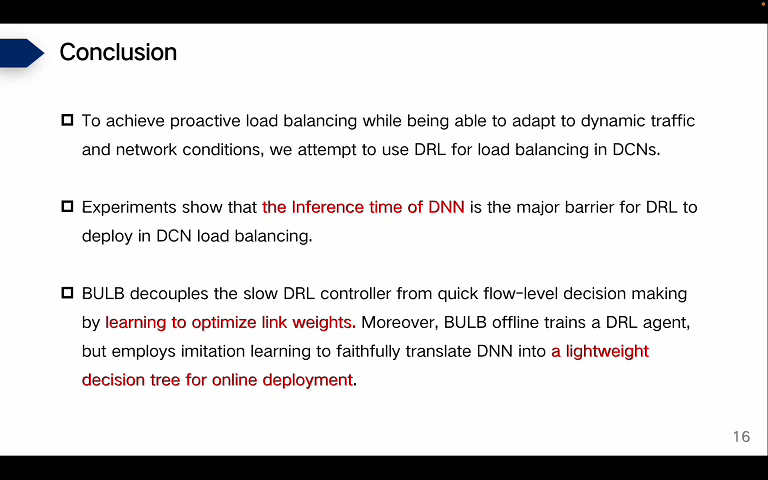 Conclusion
To achieve proactive load balancing while being able to adapt to dynamic traffic
and network conditions, we attempt to use DRL for load balancing in DCNs.
Experiments show that the Inference time of DNN is the major barrier for DRL to
deploy in DCN load balancing.
BULB decouples the slow DRL controller from quick flow-level decision making
by learning to optimize link weights. Moreover, BULB offline trains a DRL agent,
but employs imitation learning to faithfully translate DNN into a lightweight
decision tree for online deployment.
16